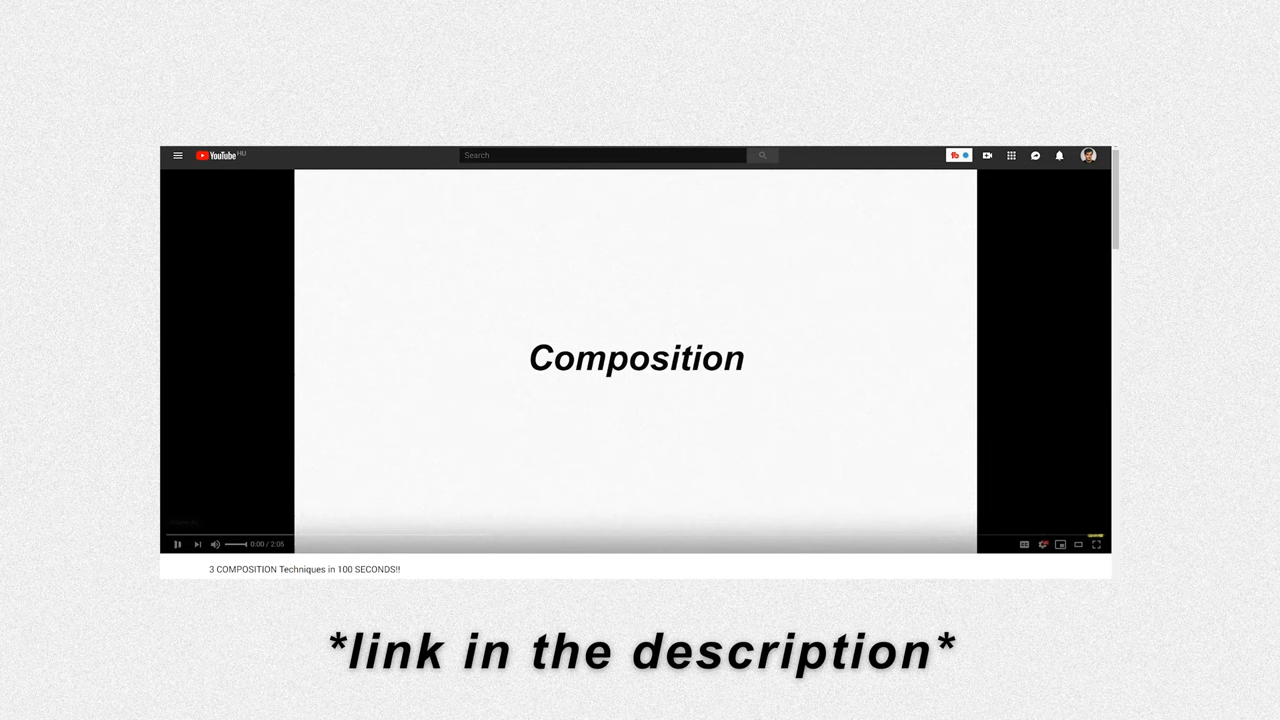 YouTube HU
Search
Composition
0:00 / 2:05
3 COMPOSITION Techniques in 100 SECONDS!!
*link in the description*